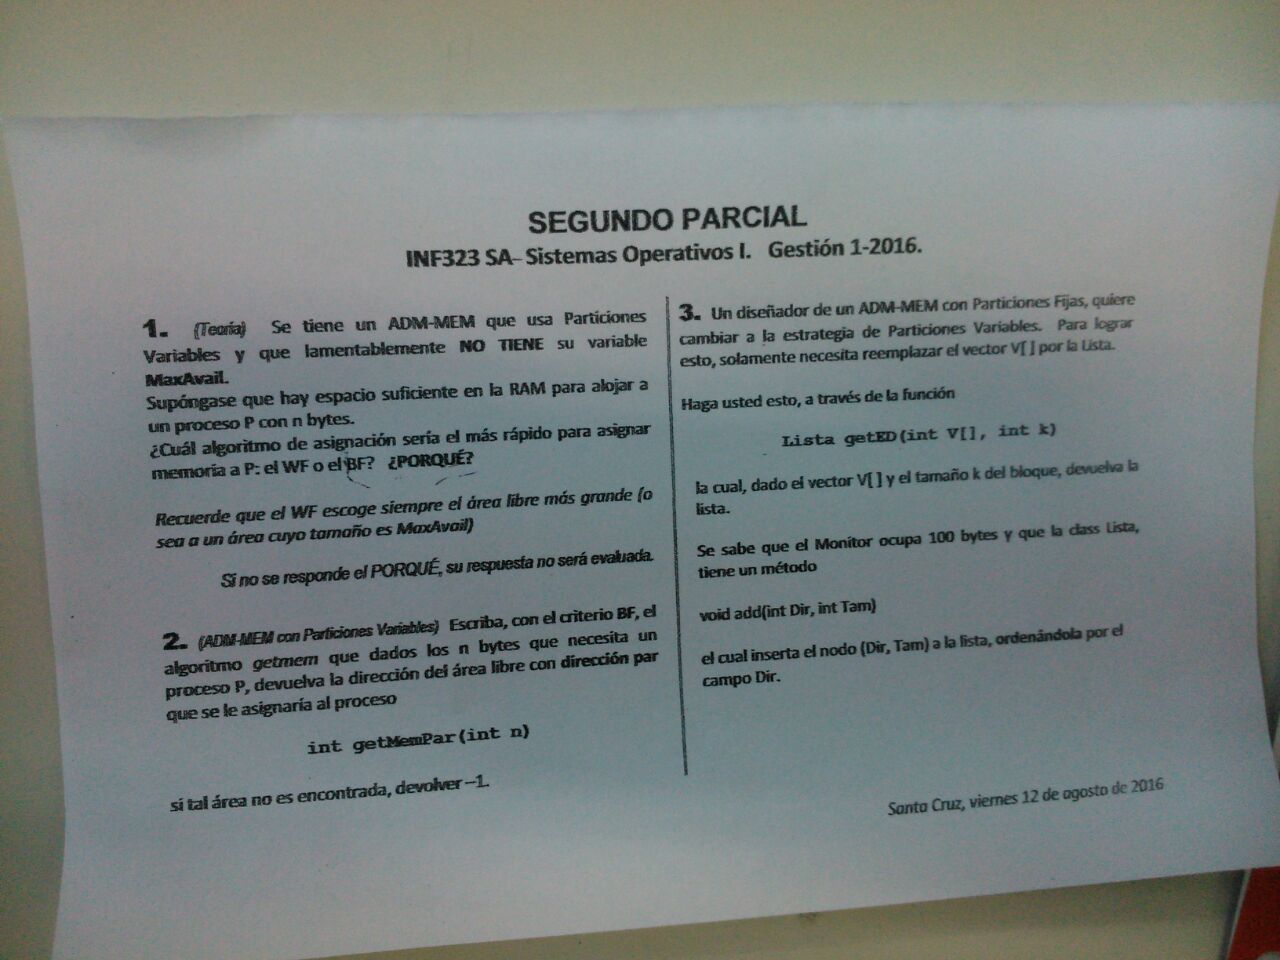 SEGUNDO PARCIAL
INF323 SA– Sistemas Operativos I. Gestión 1-2016.
1. (Teoría) Se tiene un ADM-MEM que usa Particiones
Variables y que lamentablemente NO TIENE su variable
MaxAvail.
Supóngase que hay espacio suficiente en la RAM para alojar a
un proceso P con n bytes.
¿Cuál algoritmo de asignación sería el más rápido para asignar
memoria a P: el WF o el BF? ¿PORQUÉ?
Recuerde que el WF escoge siempre el área libre más grande (o
sea a un área cuyo tamaño es MaxAvail)
Si no se responde el PORQUÉ, su respuesta no será evaluada.
2. (ADM-MEM con Particiones Variables) Escriba, con el criterio BF, el
algoritmo getmem que dados los n bytes que necesita un
proceso P, devuelva la dirección del área libre con dirección par
que se le asignaría al proceso
int getMemPar(int n)
si tal área no es encontrada, devolver –1.
3. Un diseñador de un ADM-MEM con Particiones Fijas, quiere
cambiar a la estrategia de Particiones Variables. Para lograr
esto, solamente necesita reemplazar el vector V[ ] por la Lista.
Haga usted esto, a través de la función
Lista getED(int V[], int k)
la cual, dado el vector V[ ] y el tamaño k del bloque, devuelva la
lista.
Se sabe que el Monitor ocupa 100 bytes y que la class Lista,
tiene un método
void add(int Dir, int Tam)
el cual inserta el nodo (Dir, Tam) a la lista, ordenándola por el
campo Dir.
Santa Cruz, viernes 12 de agosto de 2016